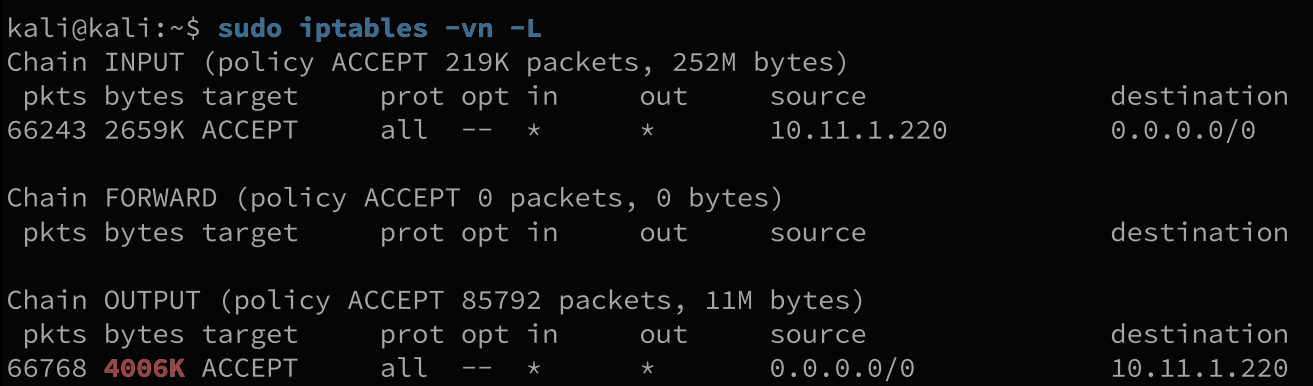 kali@kali:~$ sudo iptables -vn -L
Chain INPUT (policy ACCEPT 219K packets, 252M bytes)
 pkts bytes target     prot opt in     out     source               destination
66243 2659K ACCEPT     all  --  *      *       10.11.1.220          0.0.0.0/0

Chain FORWARD (policy ACCEPT 0 packets, 0 bytes)
 pkts bytes target     prot opt in     out     source               destination

Chain OUTPUT (policy ACCEPT 85792 packets, 11M bytes)
 pkts bytes target     prot opt in     out     source               destination
66768 4006K ACCEPT     all  --  *      *       0.0.0.0/0            10.11.1.220